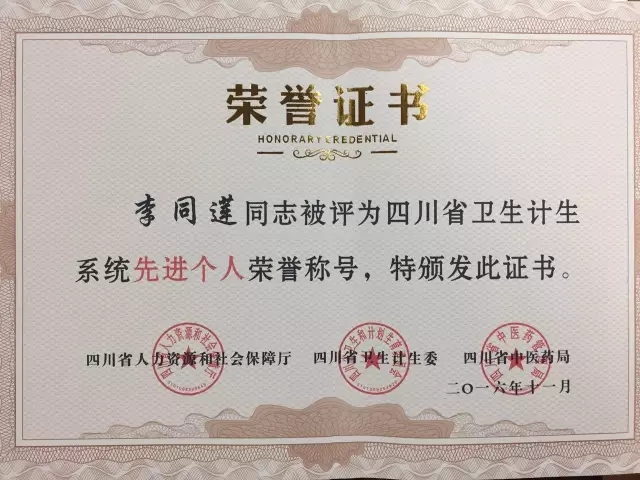 荣誉证书
HONORARY CREDENTIAL
李同莲同志被评为四川省卫生计生
系统先进个人荣誉称号，特颁发此证书。
四川省人力资源和社会保障厅 四川省卫生计生委 四川省中医药局
二〇一六年十一月